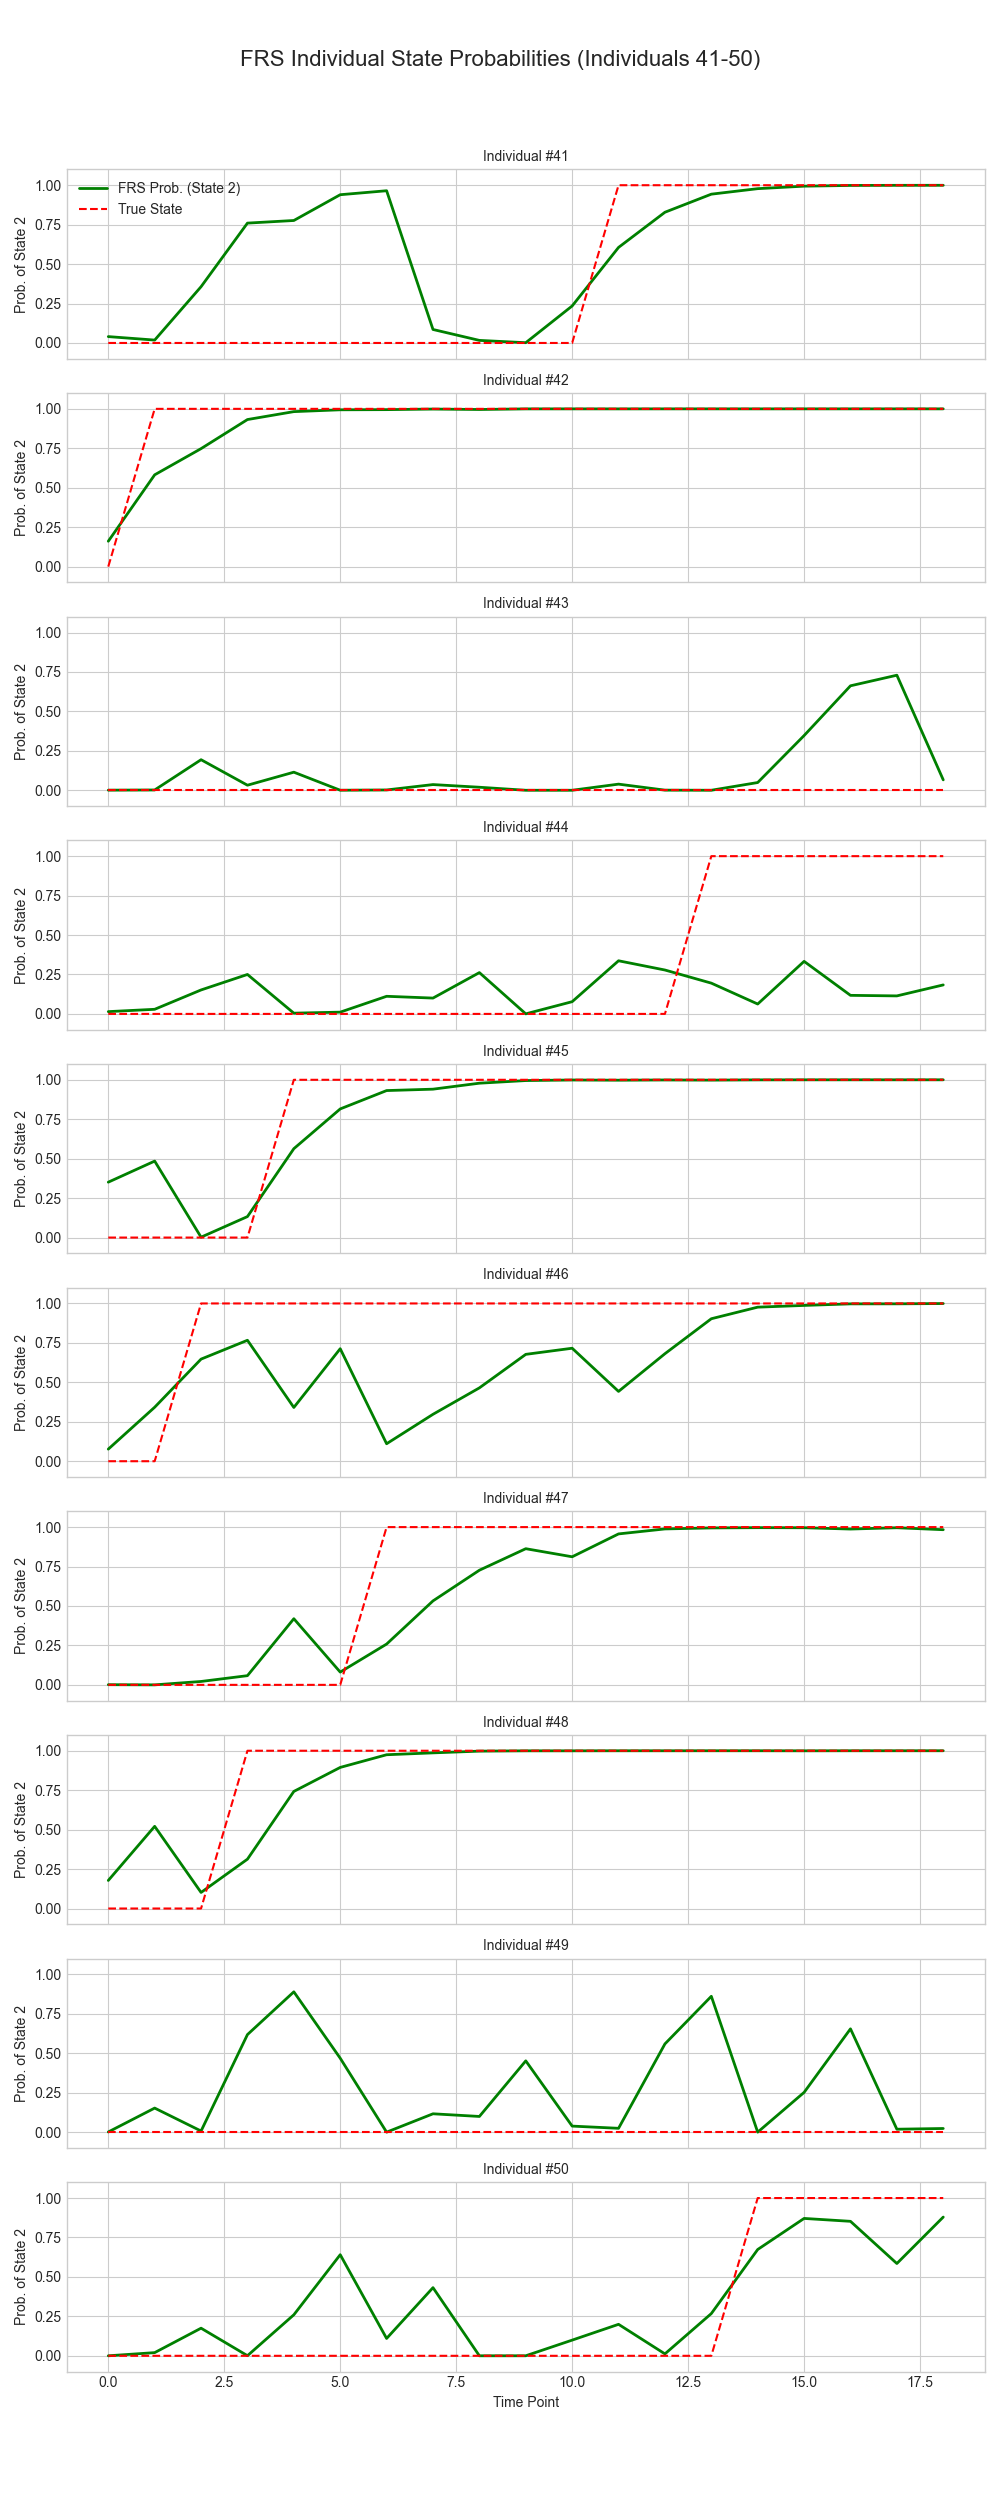 FRS Individual State Probabilities (Individuals 41-50)
Individual #41
FRS Prob. (State 2)
True State
Prob. of State 2
1.00
0.75
0.50
0.25
0.00
Individual #42
Prob. of State 2
1.00
0.75
0.50
0.25
0.00
Individual #43
Prob. of State 2
1.00
0.75
0.50
0.25
0.00
Individual #44
Prob. of State 2
1.00
0.75
0.50
0.25
0.00
Individual #45
Prob. of State 2
1.00
0.75
0.50
0.25
0.00
Individual #46
Prob. of State 2
1.00
0.75
0.50
0.25
0.00
Individual #47
Prob. of State 2
1.00
0.75
0.50
0.25
0.00
Individual #48
Prob. of State 2
1.00
0.75
0.50
0.25
0.00
Individual #49
Prob. of State 2
1.00
0.75
0.50
0.25
0.00
Individual #50
Prob. of State 2
1.00
0.75
0.50
0.25
0.00
0.0 2.5 5.0 7.5 10.0 12.5 15.0 17.5
Time Point